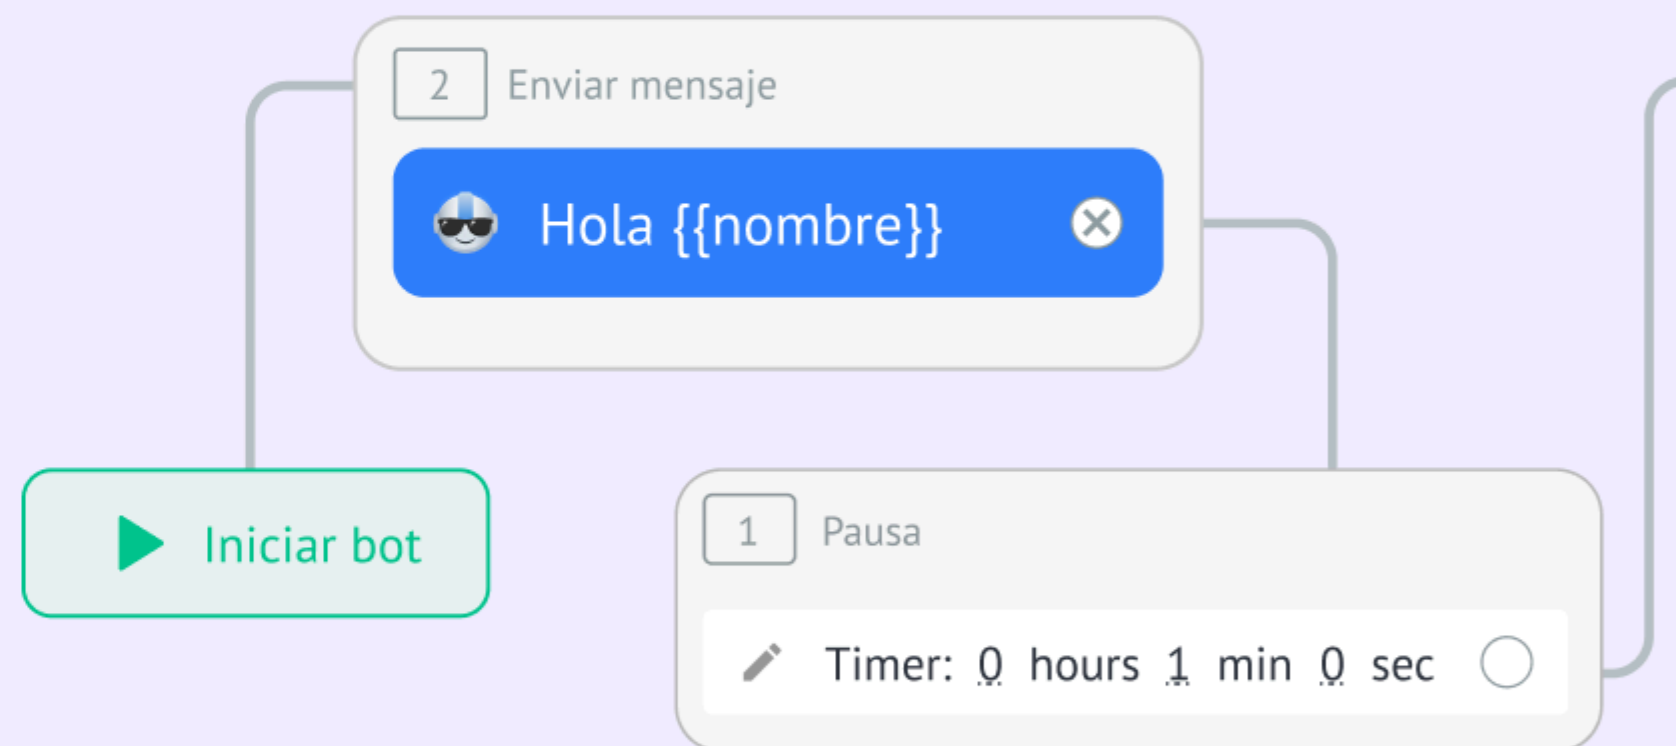 2 Enviar mensaje
Hola {{nombre}}
Iniciar bot
1 Pausa
Timer: 0 hours 1 min 0 sec